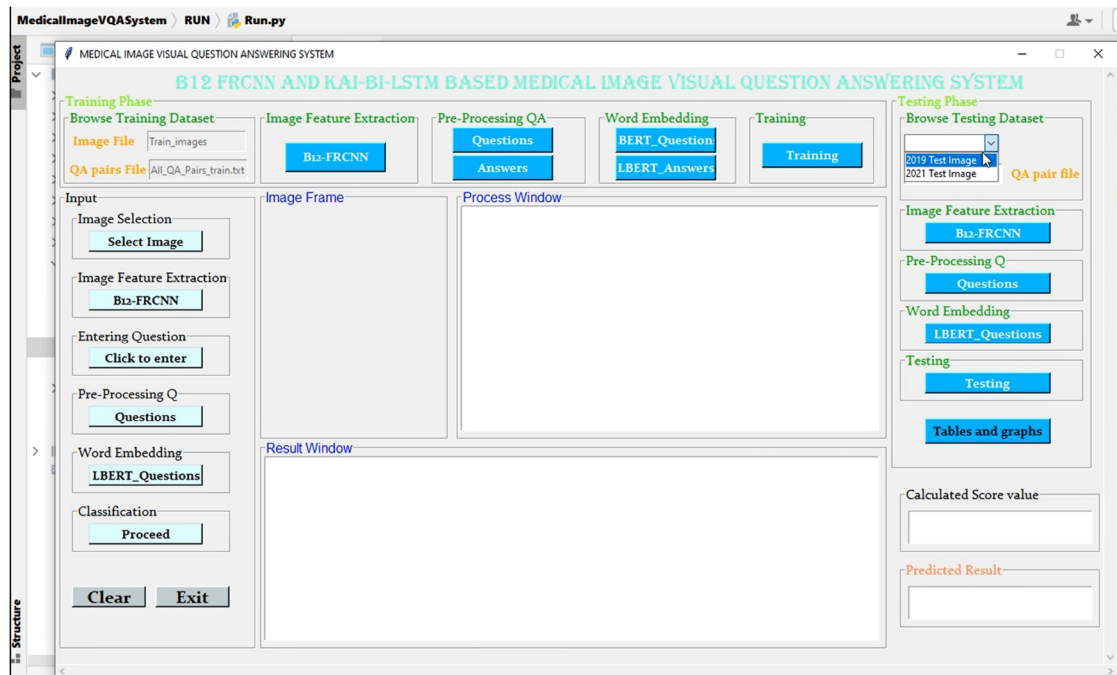 MedicalImageVQASystem RUN Run.py
Project
MEDICAL IMAGE VISUAL QUESTION ANSWERING SYSTEM
B12 FRCNN AND KAI-BI-LSTM BASED MEDICAL IMAGE VISUAL QUESTION ANSWERING SYSTEM
Training Phase
Browse Training Dataset
Image File Train_images
QA pairs File All_QA_Pairs_train.txt
Image Feature Extraction
B12-FRCNN
Pre-Processing QA
Questions
Answers
Word Embedding
BERT_Question
LBERT_Answers
Training
Training
Testing Phase
Browse Testing Dataset
2019 Test Image
2021 Test Image
QA pair file
Image Feature Extraction
B12-FRCNN
Pre-Processing Q
Questions
Word Embedding
LBERT_Questions
Testing
Testing
Tables and graphs
Input
Image Selection
Select Image
Image Feature Extraction
B12-FRCNN
Entering Question
Click to enter
Pre-Processing Q
Questions
Word Embedding
LBERT_Questions
Classification
Proceed
Clear Exit
Image Frame
Process Window
Result Window
Calculated Score value
Predicted Result
Structure